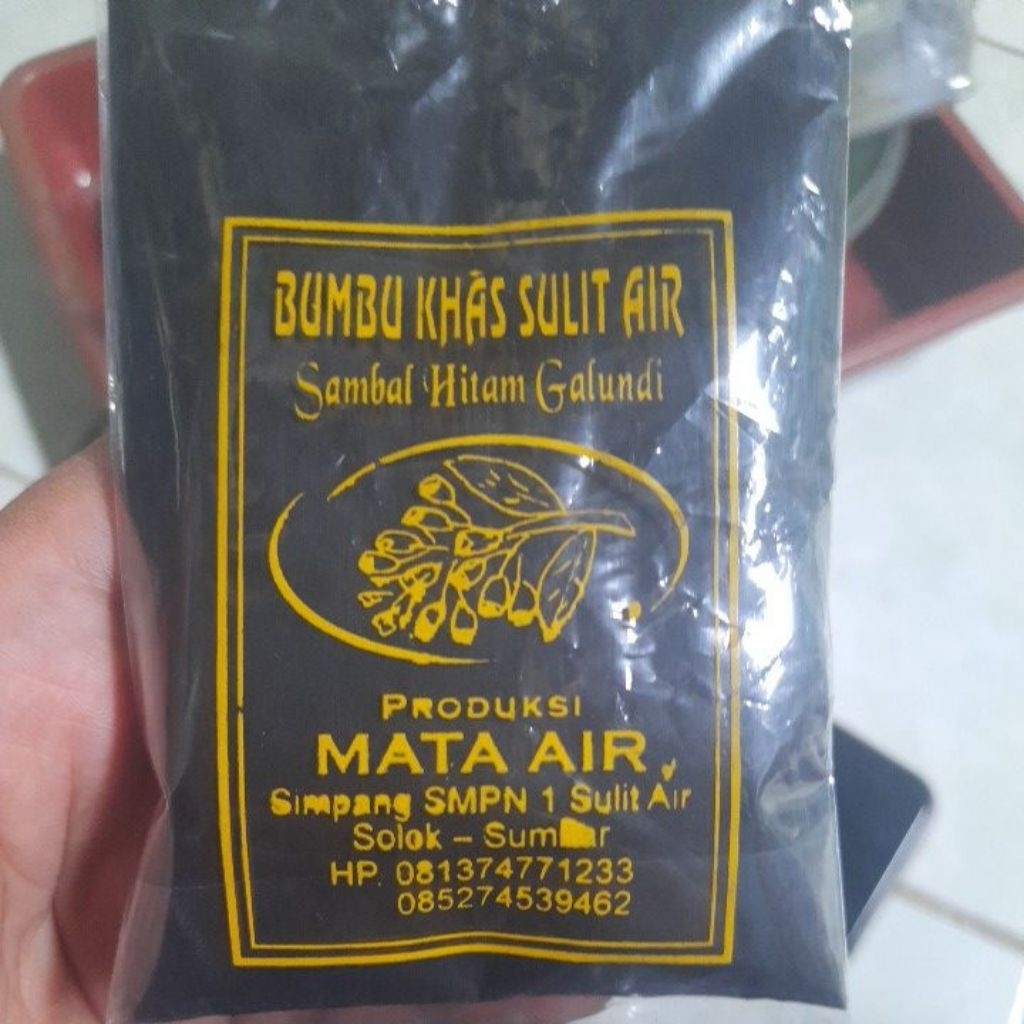 BUMBU KHAS SULIT AIR
Sambal Hitam Galundi
PRODUKSI
MATA AIR
Simpang SMPN 1 Sulit Air
Solok – Sumbar
HP. 081374771233
085274539462